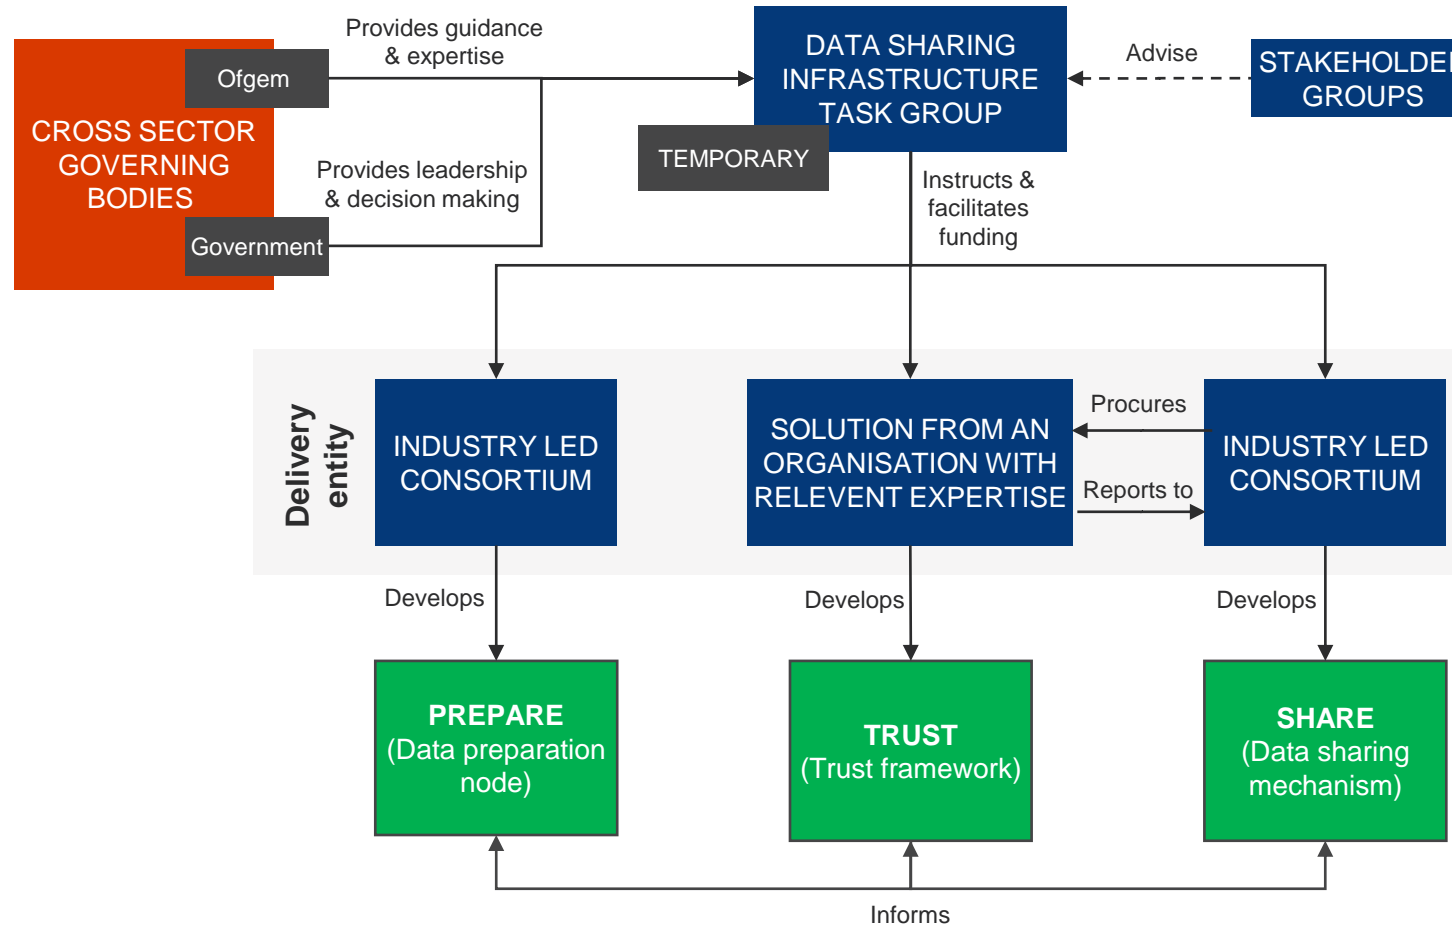 Provides guidance
& expertise
Ofgem
CROSS SECTOR
GOVERNING
BODIES
Provides leadership
& decision making
Government
DATA SHARING
INFRASTRUCTURE
TASK GROUP
TEMPORARY
Advise
STAKEHOLDE
GROUPS
Instructs &
facilitates
funding
Delivery
entity
INDUSTRY LED
CONSORTIUM
SOLUTION FROM AN
ORGANISATION WITH
RELEVENT EXPERTISE
Procures
Reports to
INDUSTRY LED
CONSORTIUM
Develops
Develops
Develops
PREPARE
(Data preparation
node)
TRUST
(Trust framework)
SHARE
(Data sharing
mechanism)
Informs